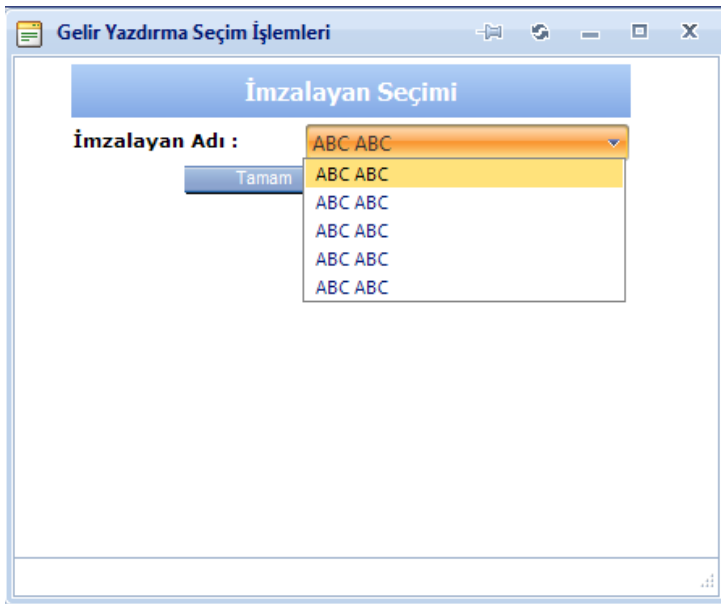 Gelir Yazdırma Seçim İşlemleri
İmzalayan Seçimi
İmzalayan Adı : ABC ABC
Tamam
ABC ABC
ABC ABC
ABC ABC
ABC ABC
ABC ABC